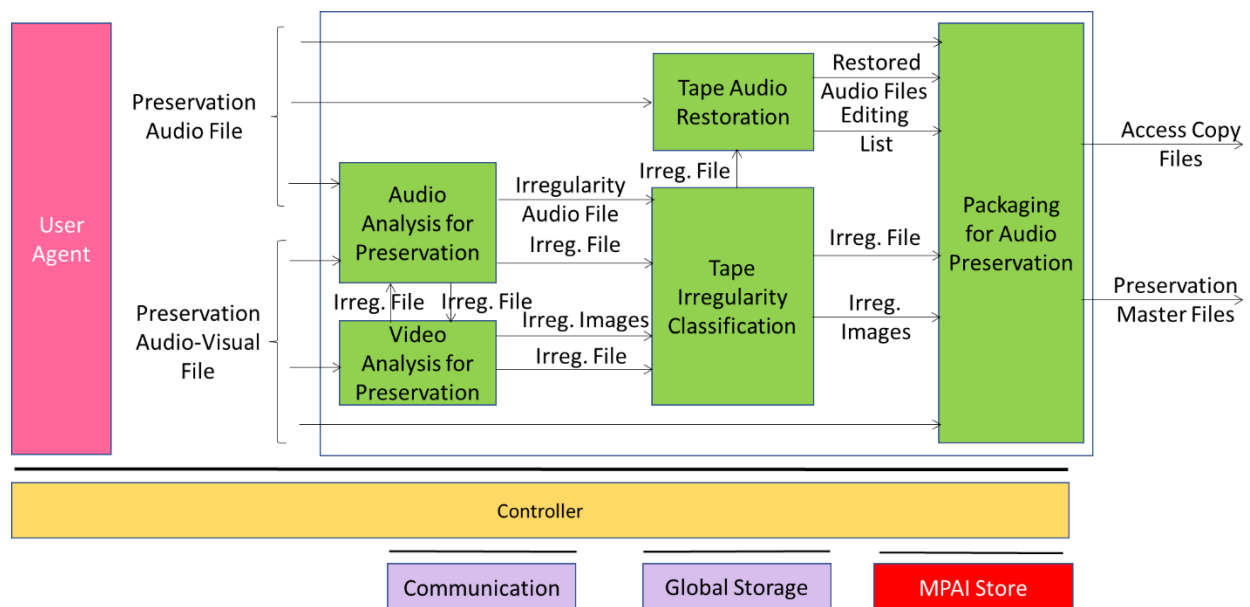 User
Agent
Preservation
Audio File
Preservation
Audio-Visual
File
Audio
Analysis for
Preservation
Irreg. File
Irreg. File
Video
Analysis for
Preservation
Irregularity
Audio File
Irreg. File
Irreg. Images
Irreg. File
Tape Audio
Restoration
Irreg. File
Tape
Irregularity
Classification
Restored
Audio Files
Editing
List
Irreg. File
Irreg.
Images
Packaging
for Audio
Preservation
Access Copy
Files
Preservation
Master Files
Controller
Communication
Global Storage
MPAI Store